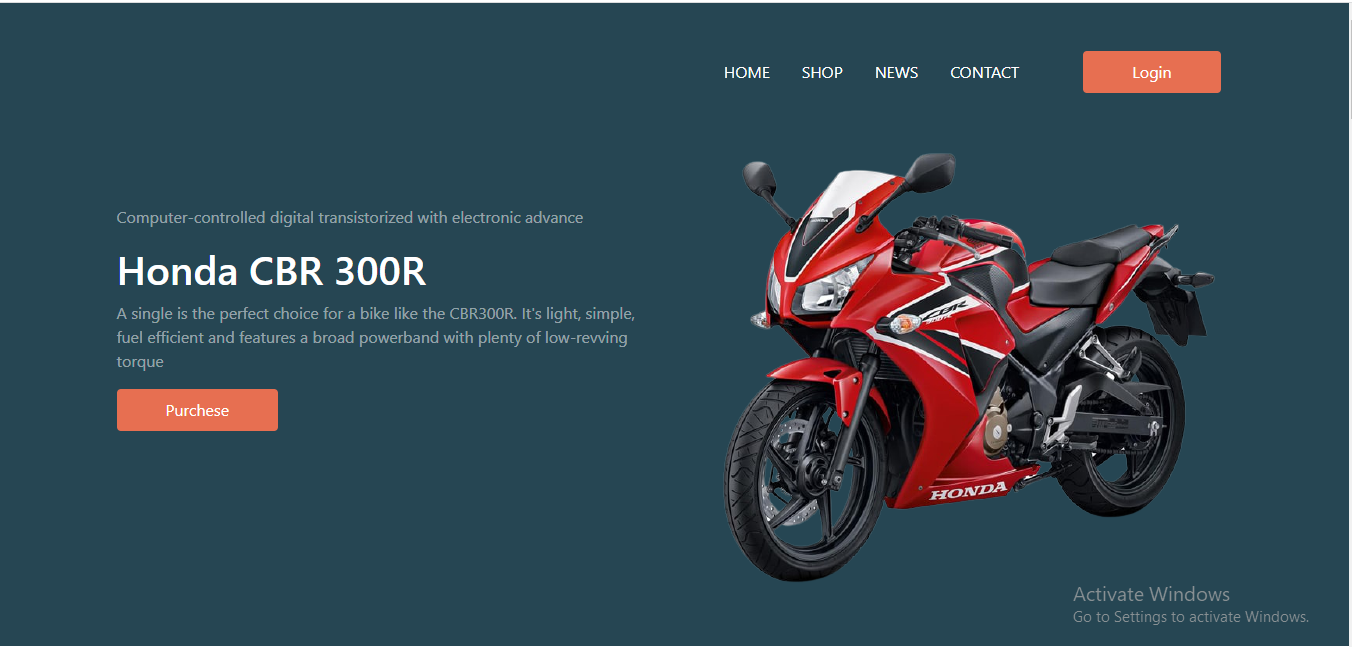 HOME SHOP NEWS CONTACT Login
Computer-controlled digital transistorized with electronic advance
Honda CBR 300R
A single is the perfect choice for a bike like the CBR300R. It's light, simple,
fuel efficient and features a broad powerband with plenty of low-revving
torque
Purchese
HONDA
CBR
HONDA
Activate Windows
Go to Settings to activate Windows.